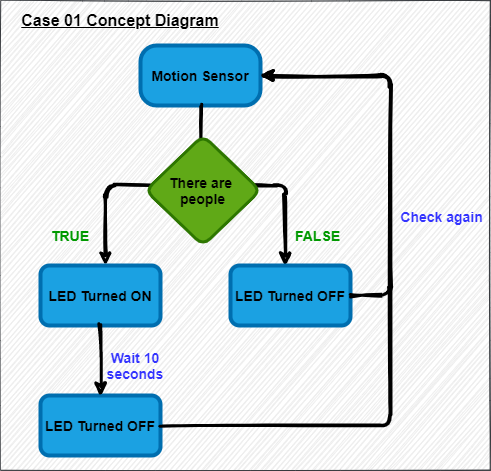 Case 01 Concept Diagram
Motion Sensor
There are
people
TRUE
FALSE
Check again
LED Turned ON
LED Turned OFF
Wait 10
seconds
LED Turned OFF